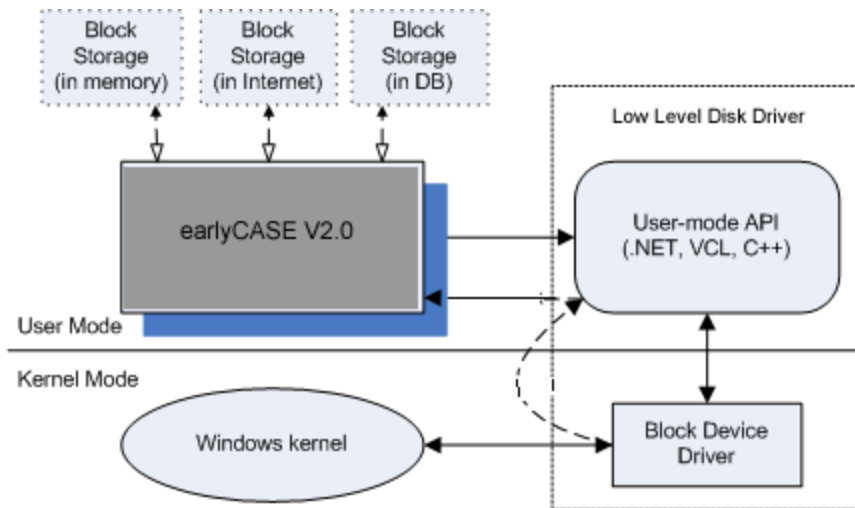 Block
Storage
(in memory)
Block
Storage
(in Internet)
Block
Storage
(in DB)
Low Level Disk Driver
earlyCASE V2.0
User-mode API
(.NET, VCL, C++)
User Mode
Kernel Mode
Windows kernel
Block Device
Driver